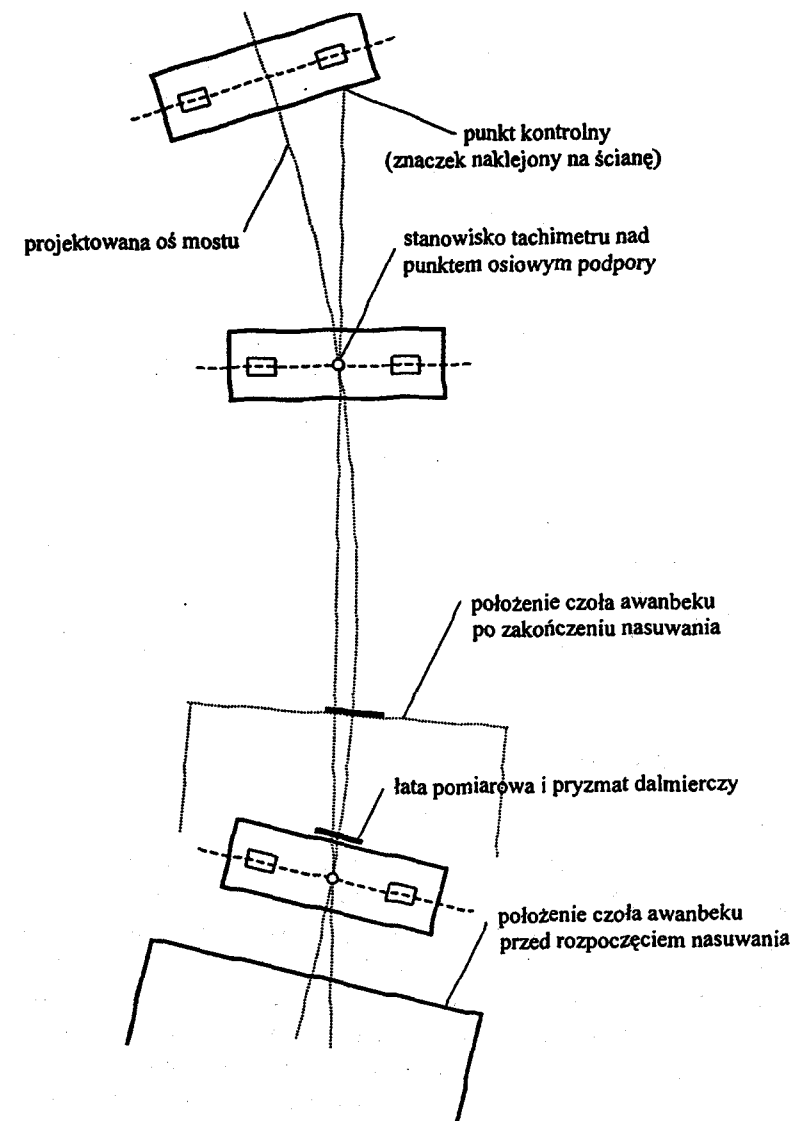 punkt kontrolny
(znaczek naklejony na ścianę)
projektowana oś mostu
stanowisko tachimetru nad
punktem osiowym podpory
położenie czoła awanbeku
po zakończeniu nasuwania
łata pomiarowa i pryzmat dalmierczy
położenie czoła awanbeku
przed rozpoczęciem nasuwania